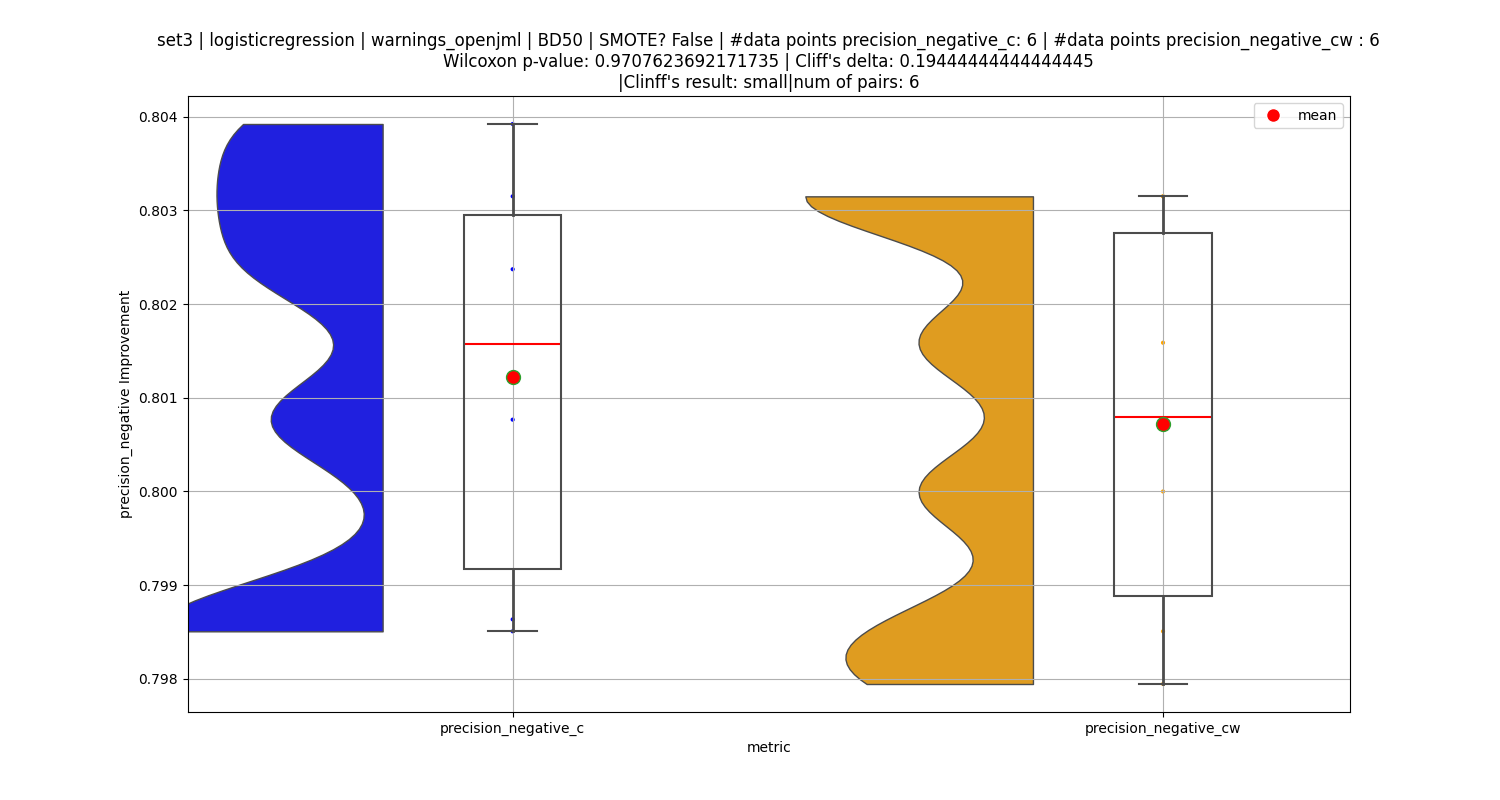 set3 | logisticregression | warnings_openjml | BD50 | SMOTE? False | #data points precision_negative_c: 6 | #data points precision_negative_cw : 6
Wilcoxon p-value: 0.9707623692171735 | Cliff's delta: 0.19444444444444445
|Clinff's result: small|num of pairs: 6
mean
0.804
0.803
0.802
0.801
0.800
0.799
0.798
precision_negative Improvement
precision_negative_c
precision_negative_cw
metric